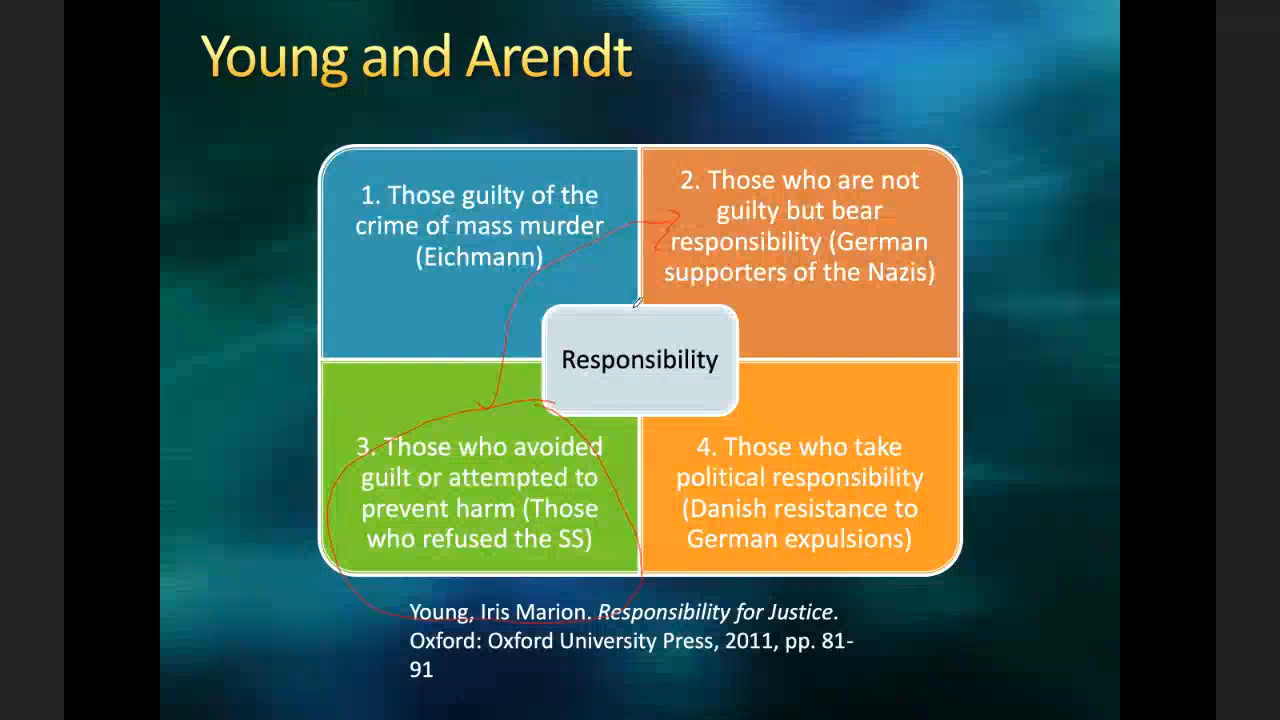 Young and Arendt
1. Those guilty of the
crime of mass murder
(Eichmann)
2. Those who are not
guilty but bear
responsibility (German
supporters of the Nazis)
Responsibility
3. Those who avoided
guilt or attempted to
prevent harm (Those
who refused the SS)
4. Those who take
political responsibility
(Danish resistance to
German expulsions)
Young, Iris Marion. Responsibility for Justice.
Oxford: Oxford University Press, 2011, pp. 81-
91